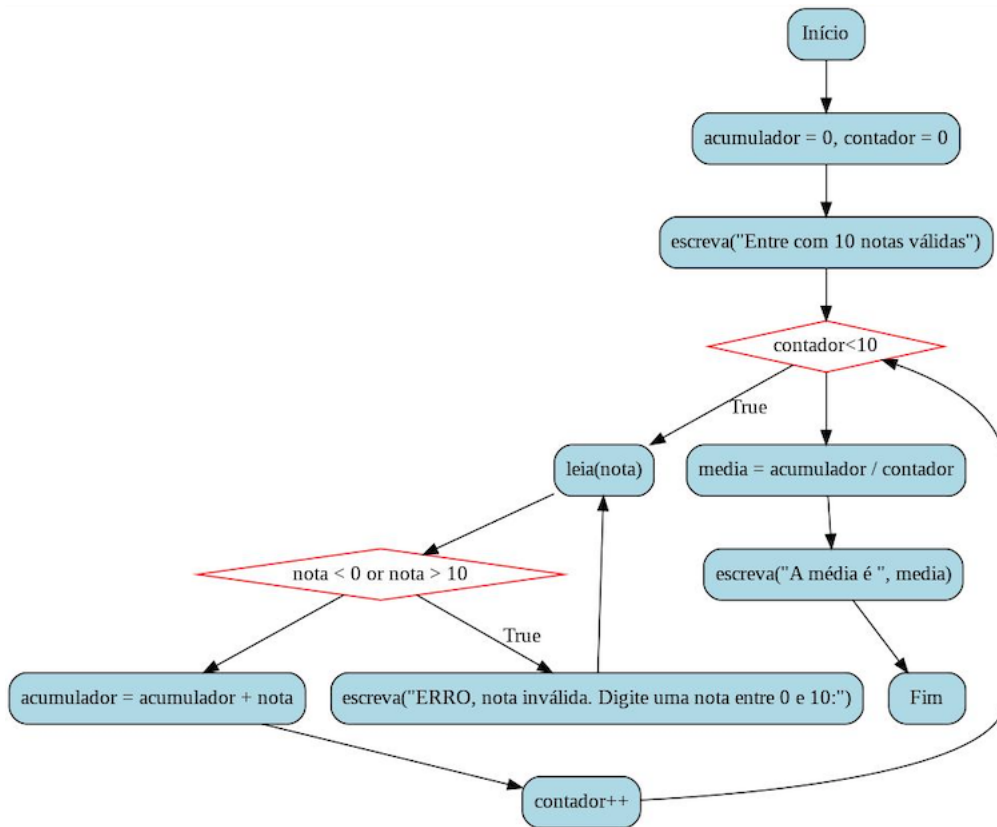 Início
acumulador = 0, contador = 0
escreva("Entre com 10 notas válidas")
contador<10
True
leia(nota)
media = acumulador / contador
nota < 0 or nota > 10
escreva("A média é ", media)
True
acumulador = acumulador + nota
escreva("ERRO, nota inválida. Digite uma nota entre 0 e 10:")
Fim
contador++